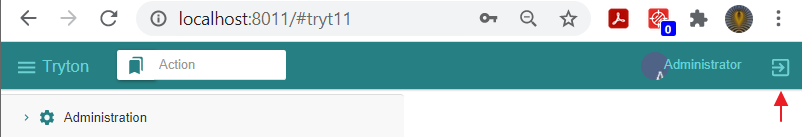 localhost:8011/#tryt11
0
Tryton
Action
Administrator
Administration